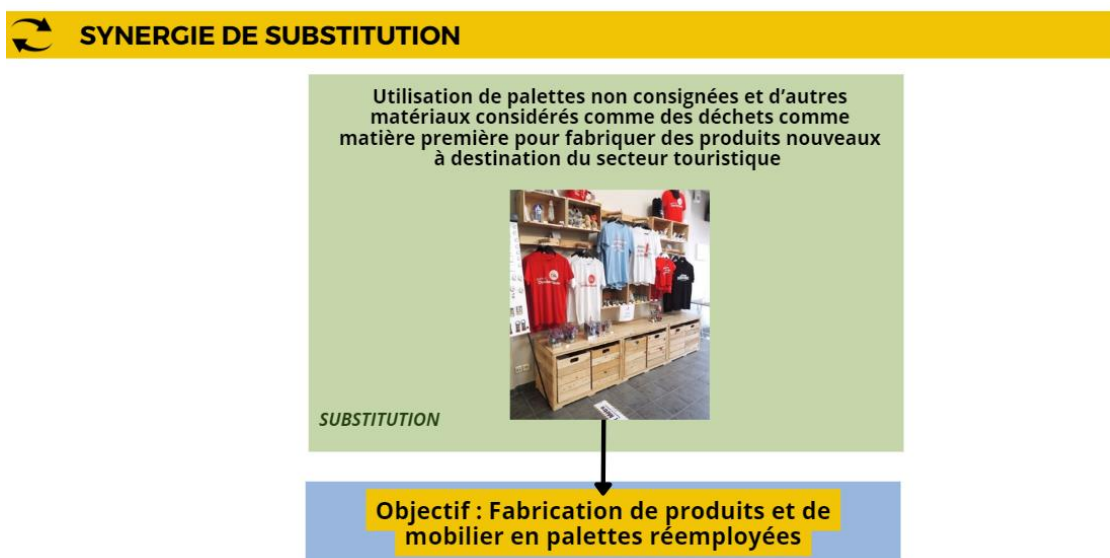 SYNERGIE DE SUBSTITUTION
Utilisation de palettes non consignées et d’autres
matériaux considérés comme des déchets comme
matière première pour fabriquer des produits nouveaux
à destination du secteur touristique
SUBSTITUTION
Objectif : Fabrication de produits et de
mobilier en palettes réemployées